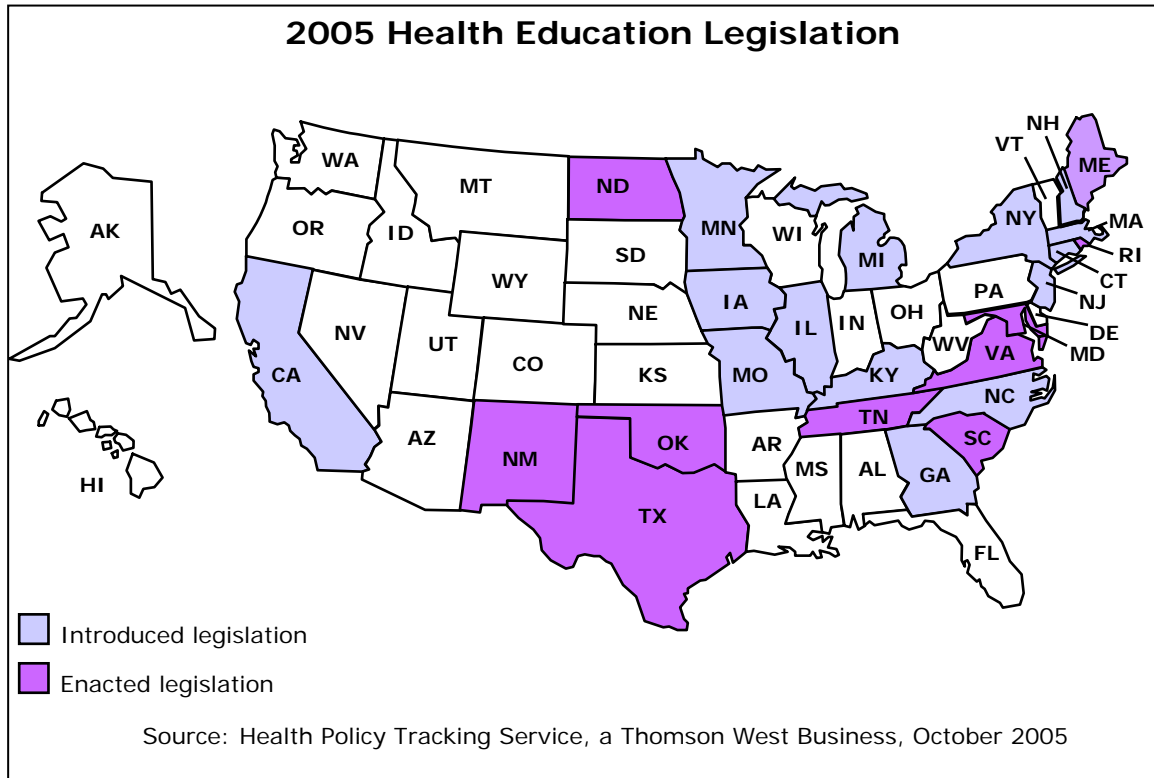 2005 Health Education Legislation
NH
VT
ME
WA
MT
ND
AK
MN
NY
MA
OR
ID
WI
SD
MI
RI
WY
CT
PA
NJ
IA
NE
OH
NV
IL
IN
DE
UT
WV
MD
CO
VA
CA
KS
MO
KY
NC
TN
AZ
OK
SC
NM
AR
MS
AL
GA
HI
LA
TX
FL
Introduced legislation
Enacted legislation
Source: Health Policy Tracking Service, a Thomson West Business, October 2005